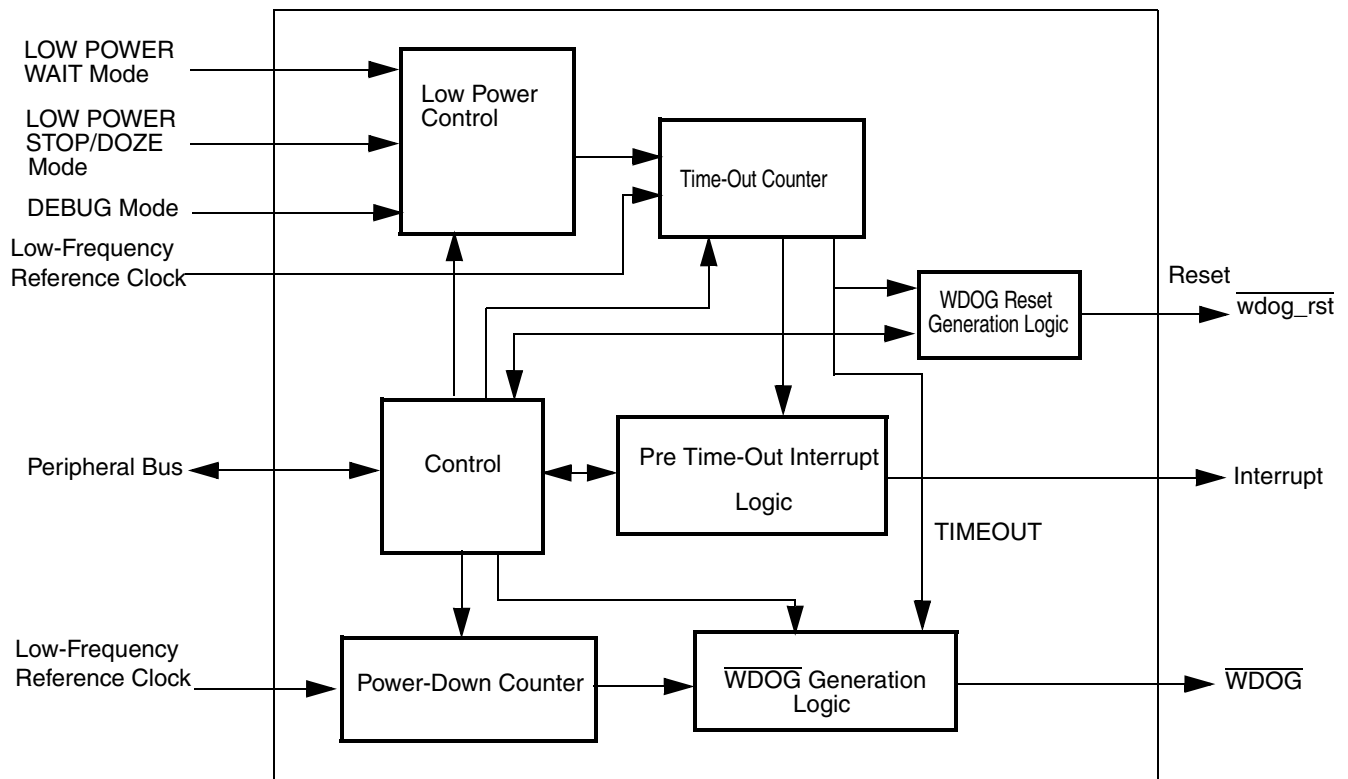 LOW POWER
WAIT Mode
LOW POWER
STOP/DOZE
Mode
DEBUG Mode
Low-Frequency
Reference Clock
Low Power
Control
Time-Out Counter
WDOG Reset
Generation Logic
Reset
wdog_rst
Peripheral Bus
Control
Pre Time-Out Interrupt
Logic
Interrupt
TIMEOUT
Low-Frequency
Reference Clock
Power-Down Counter
WDOG Generation
Logic
WDOG